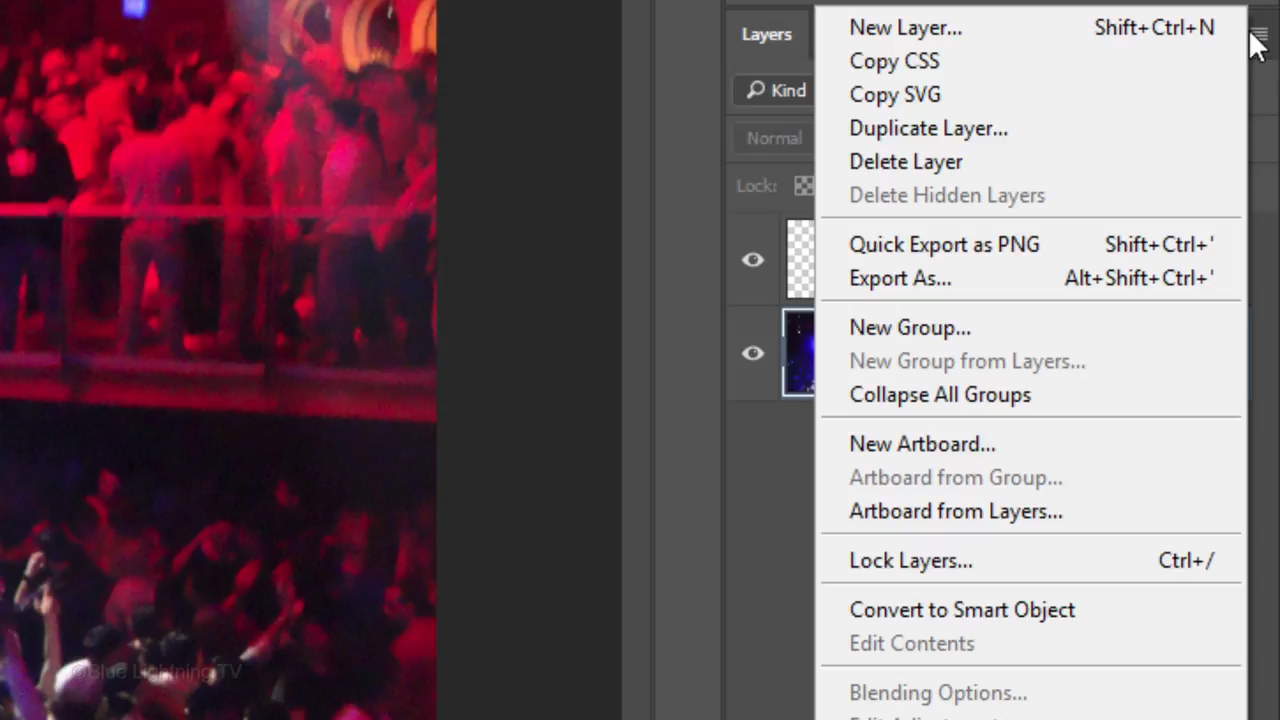 Layers
Kind
Normal
Lock:
New Layer... Shift+Ctrl+N
Copy CSS
Copy SVG
Duplicate Layer...
Delete Layer
Delete Hidden Layers
Quick Export as PNG Shift+Ctrl+'
Export As... Alt+Shift+Ctrl+'
New Group...
New Group from Layers...
Collapse All Groups
New Artboard...
Artboard from Group...
Artboard from Layers...
Lock Layers... Ctrl+/
Convert to Smart Object
Edit Contents
Blending Options...
©Blue Lightning TV